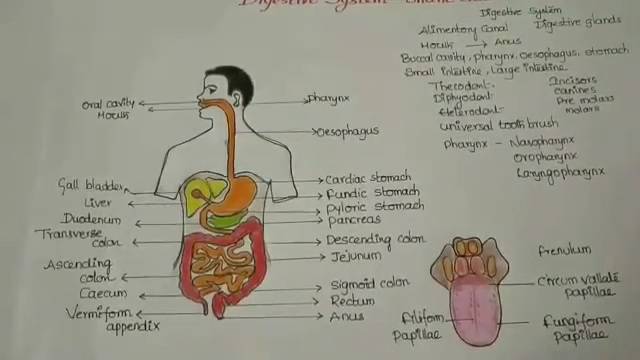 Digestive System
Digestive System
Alimentary Canal Digestive glands
Mouth → Anus
Buccal cavity, pharynx, oesophagus, stomach
Small intestine, Large intestine
Thecodont. Incisors
Diphyodont. canines
Heterodont. Pre molars
molars
universal tooth brush
Pharynx - Nasopharynx
Oropharynx
Laryngopharynx
Oral cavity
Mouth
Pharynx
Oesophagus
Gall bladder
Liver
Duodenum
Transverse
colon
Ascending
colon
Caecum
Vermiform
appendix
Cardiac stomach
Fundic stomach
Pyloric stomach
Pancreas
Descending colon
Jejunum
Sigmoid colon
Rectum
Anus
Frenulum
Circum vallate
Papillae
Filiform
Papillae
Fungiform
Papillae